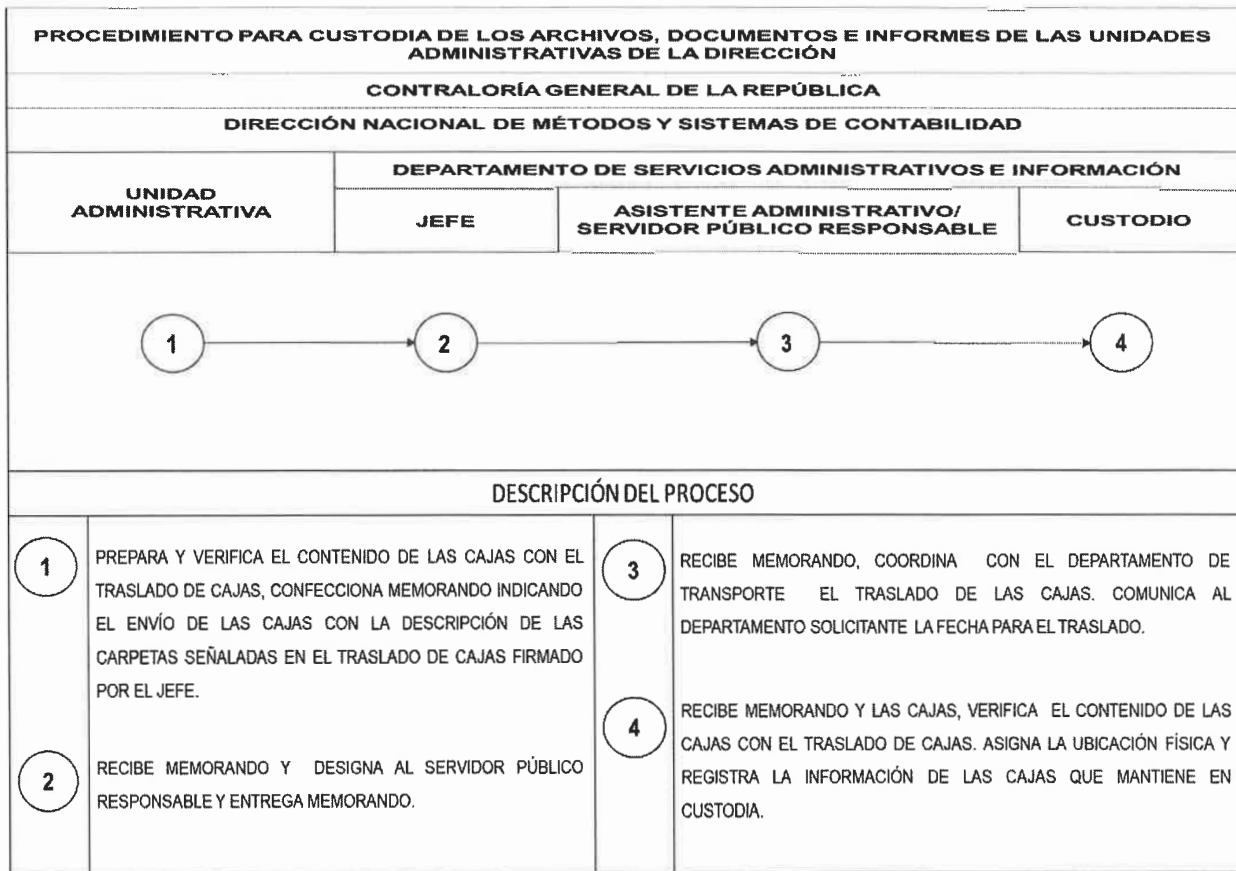 PROCEDIMIENTO PARA CUSTODIA DE LOS ARCHIVOS, DOCUMENTOS E INFORMES DE LAS UNIDADES
ADMINISTRATIVAS DE LA DIRECCIÓN
CONTRALORÍA GENERAL DE LA REPÚBLICA
DIRECCIÓN NACIONAL DE MÉTODOS Y SISTEMAS DE CONTABILIDAD
UNIDAD
ADMINISTRATIVA
DEPARTAMENTO DE SERVICIOS ADMINISTRATIVOS E INFORMACIÓN
JEFE
ASISTENTE ADMINISTRATIVO/
SERVIDOR PÚBLICO RESPONSABLE
CUSTODIO
1
2
3
4
DESCRIPCIÓN DEL PROCESO
1
PREPARA Y VERIFICA EL CONTENIDO DE LAS CAJAS CON EL
TRASLADO DE CAJAS, CONFECCIONA MEMORANDO INDICANDO
EL ENVÍO DE LAS CAJAS CON LA DESCRIPCIÓN DE LAS
CARPETAS SEÑALADAS EN EL TRASLADO DE CAJAS FIRMADO
POR EL JEFE.
2
RECIBE MEMORANDO Y DESIGNA AL SERVIDOR PÚBLICO
RESPONSABLE Y ENTREGA MEMORANDO.
3
RECIBE MEMORANDO, COORDINA CON EL DEPARTAMENTO DE
TRANSPORTE EL TRASLADO DE LAS CAJAS. COMUNICA AL
DEPARTAMENTO SOLICITANTE LA FECHA PARA EL TRASLADO.
4
RECIBE MEMORANDO Y LAS CAJAS, VERIFICA EL CONTENIDO DE LAS
CAJAS CON EL TRASLADO DE CAJAS. ASIGNA LA UBICACIÓN FÍSICA Y
REGISTRA LA INFORMACIÓN DE LAS CAJAS QUE MANTIENE EN
CUSTODIA.